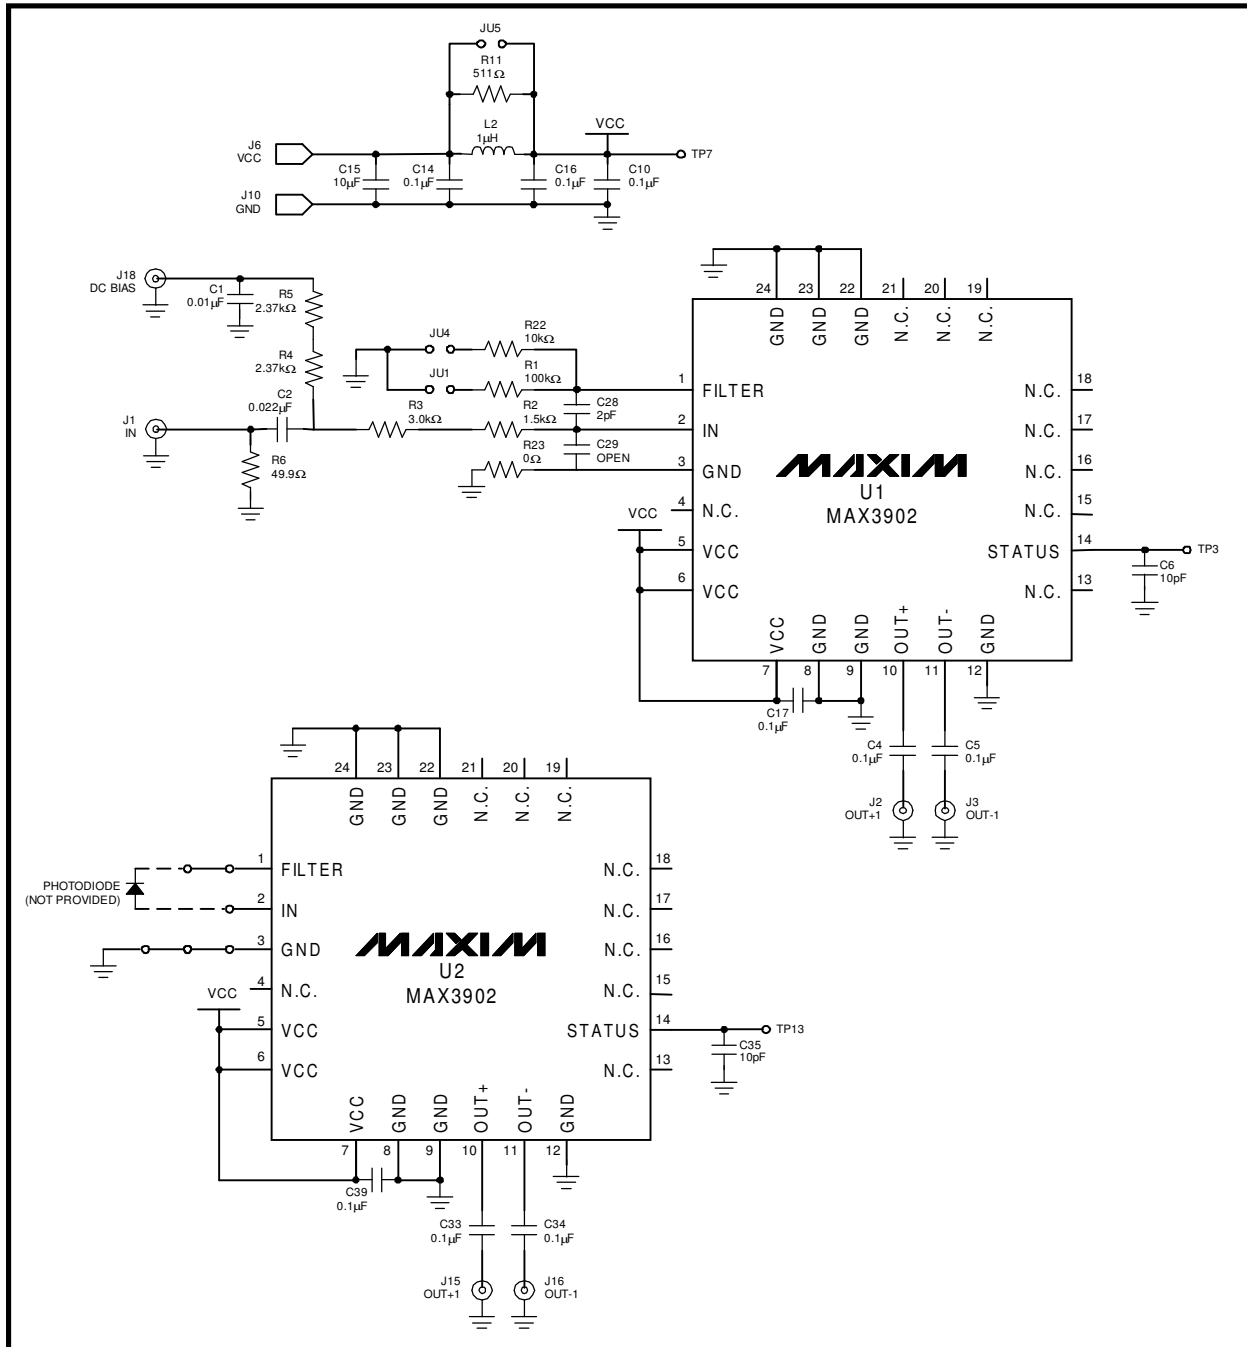 JU5
R11
511Ω
L2
1µH
VCC
J6
VCC
C15
10µF
C14
0.1µF
C16
0.1µF
C10
0.1µF
TP7
J10
GND
J18
DC BIAS
C1
0.01µF
R5
2.37kΩ
R4
2.37kΩ
C2
0.022µF
J1
IN
R6
49.9Ω
JU4
R22
10kΩ
JU1
R1
100kΩ
R3
3.0kΩ
R2
1.5kΩ
C28
2pF
R23
0Ω
C29
OPEN
VCC
24 23 22 21 20 19
GND GND GND N.C. N.C. N.C.
1 FILTER N.C. 18
2 IN N.C. 17
3 GND N.C. 16
4 N.C. N.C. 15
5 VCC STATUS 14
6 VCC N.C. 13
MAXIM
U1
MAX3902
TP3
C6
10pF
VCC GND GND OUT+ OUT- GND
7 8 9 10 11 12
C17
0.1µF
C4
0.1µF
C5
0.1µF
J2
OUT+1
J3
OUT-1
24 23 22 21 20 19
GND GND GND N.C. N.C. N.C.
PHOTODIODE
(NOT PROVIDED)
VCC
1 FILTER N.C. 18
2 IN N.C. 17
3 GND N.C. 16
4 N.C. N.C. 15
5 VCC STATUS 14
6 VCC N.C. 13
MAXIM
U2
MAX3902
TP13
C35
10pF
VCC GND GND OUT+ OUT- GND
7 8 9 10 11 12
C39
0.1µF
C33
0.1µF
C34
0.1µF
J15
OUT+1
J16
OUT-1